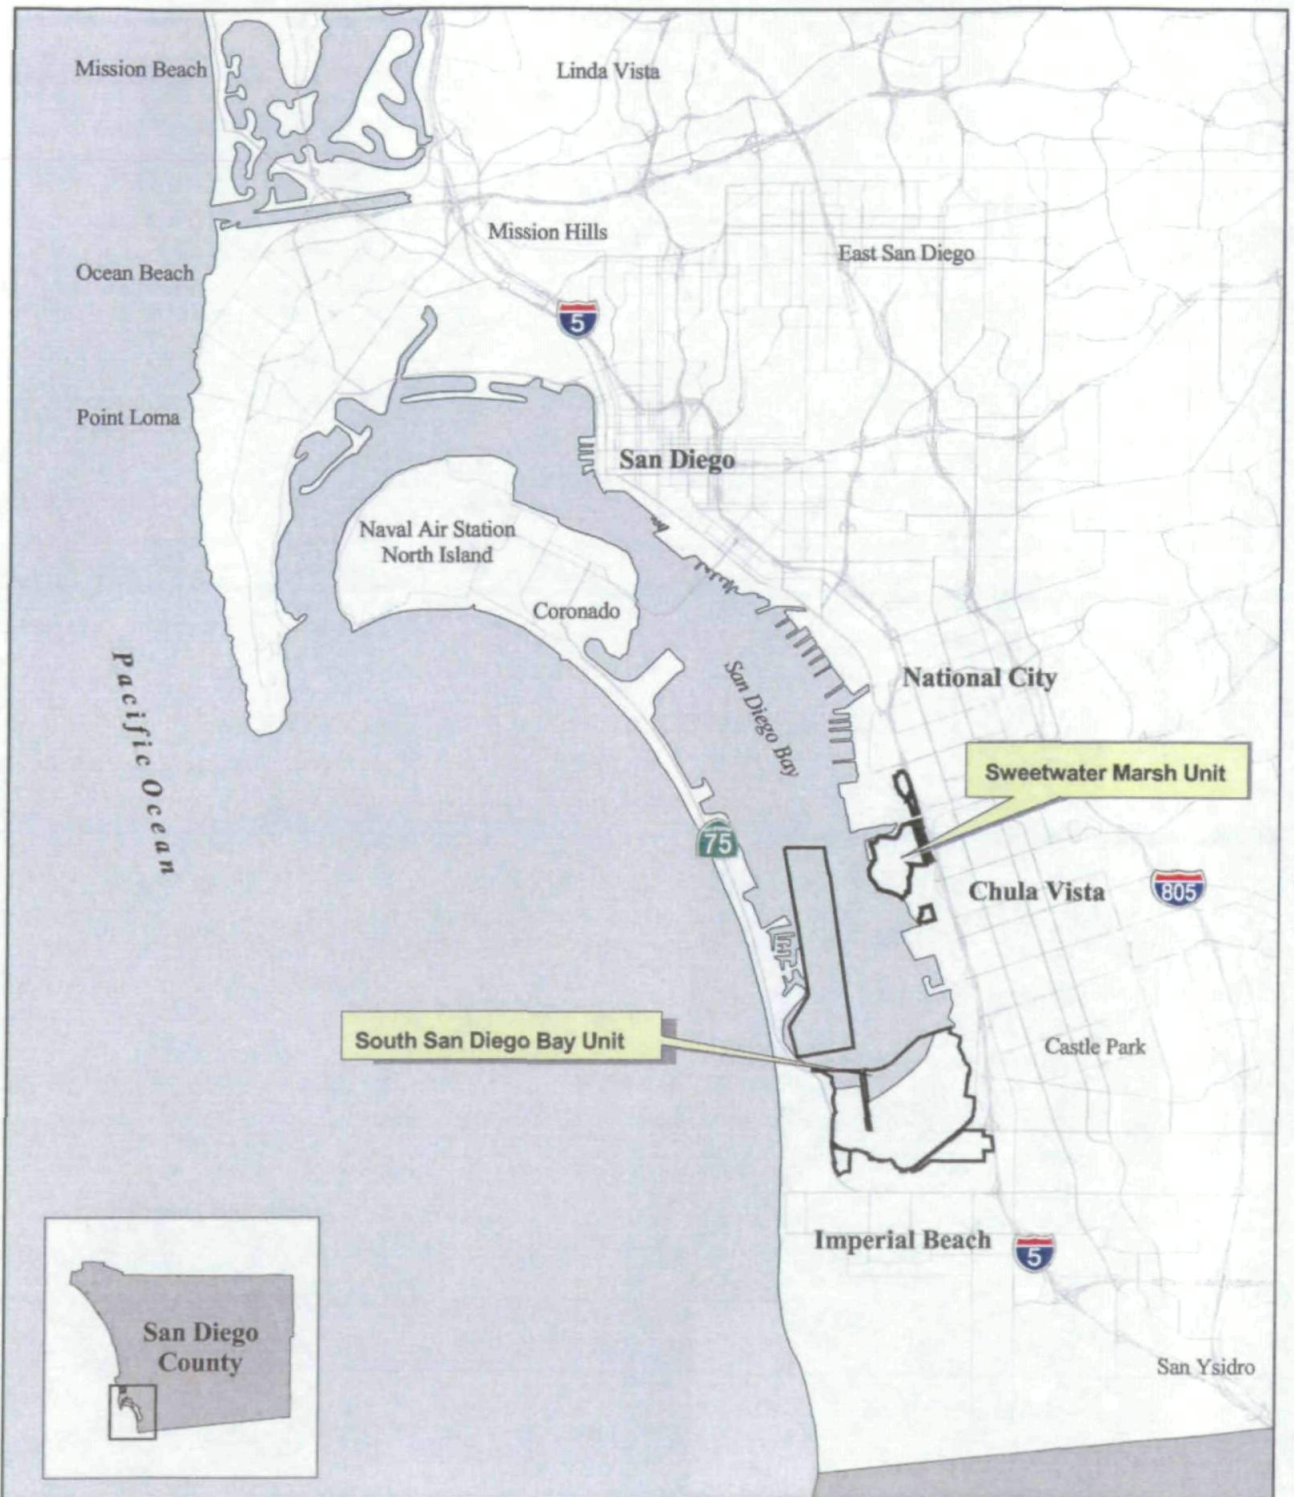 Mission Beach
Linda Vista
Mission Hills
East San Diego
Ocean Beach
5
Point Loma
San Diego
Naval Air Station
North Island
Coronado
Pacific Ocean
San Diego Bay
National City
Sweetwater Marsh Unit
75
Chula Vista
805
South San Diego Bay Unit
Castle Park
Imperial Beach
5
San Diego
County
San Ysidro